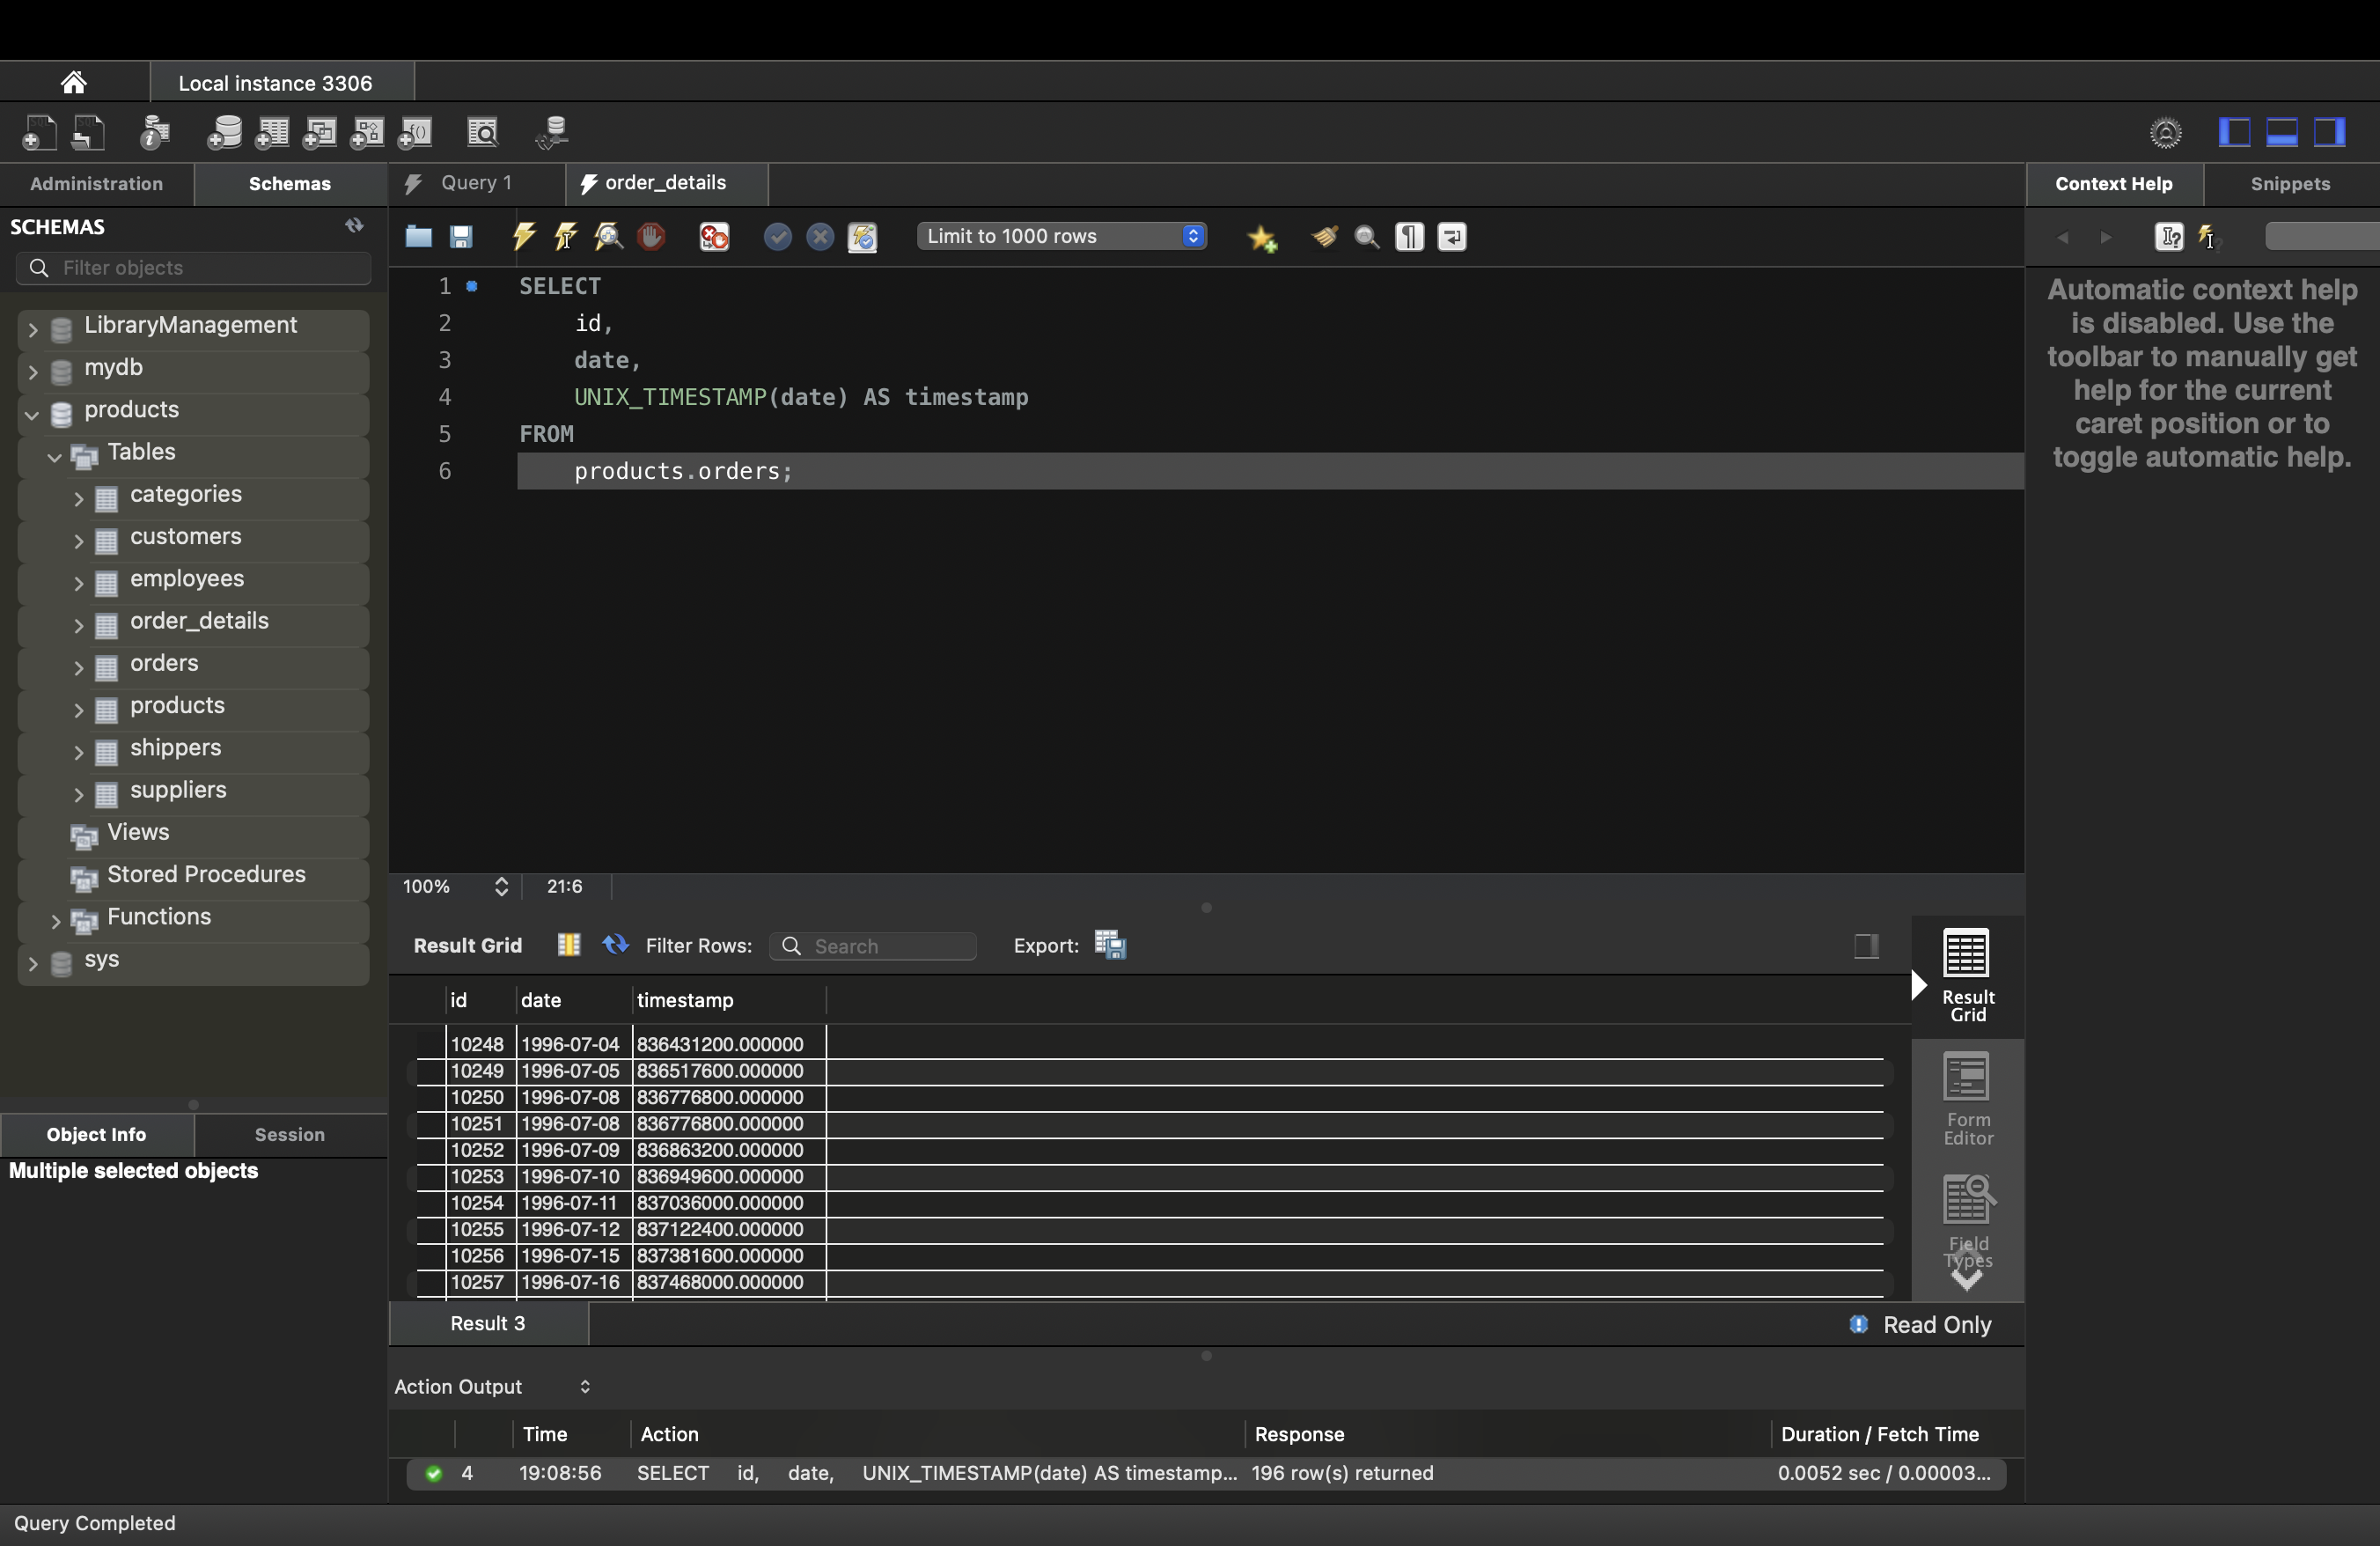 Local instance 3306
Administration
Schemas
Query 1
order_details
Context Help
Snippets
SCHEMAS
Filter objects
Limit to 1000 rows
LibraryManagement
mydb
products
Tables
categories
customers
employees
order_details
orders
products
shippers
suppliers
Views
Stored Procedures
Functions
sys
Object Info
Session
Multiple selected objects
1 SELECT
2 id,
3 date,
4 UNIX_TIMESTAMP(date) AS timestamp
5 FROM
6 products.orders;
Automatic context help
is disabled. Use the
toolbar to manually get
help for the current
caret position or to
toggle automatic help.
100% 21:6
Result Grid Filter Rows: Search Export:
id date timestamp
10248 1996-07-04 836431200.000000
10249 1996-07-05 836517600.000000
10250 1996-07-08 836776800.000000
10251 1996-07-08 836776800.000000
10252 1996-07-09 836863200.000000
10253 1996-07-10 836949600.000000
10254 1996-07-11 837036000.000000
10255 1996-07-12 837122400.000000
10256 1996-07-15 837381600.000000
10257 1996-07-16 837468000.000000
Result
Grid
Form
Editor
Field
Types
Result 3
Read Only
Action Output
Time Action Response Duration / Fetch Time
4 19:08:56 SELECT id, date, UNIX_TIMESTAMP(date) AS timestamp... 196 row(s) returned 0.0052 sec / 0.00003...
Query Completed